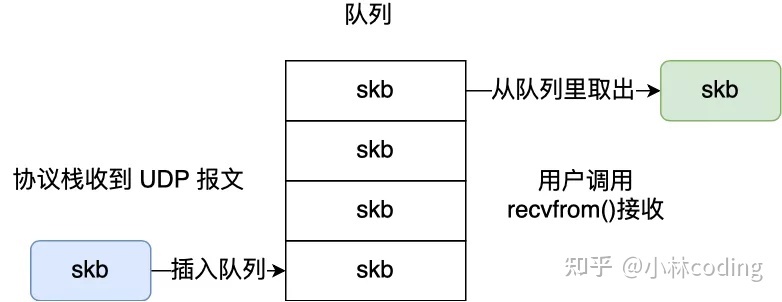 队列
skb
从队列里取出
skb
skb
协议栈收到 UDP 报文
skb
用户调用
recvfrom()接收
skb
插入队列
skb
知乎 @小林coding